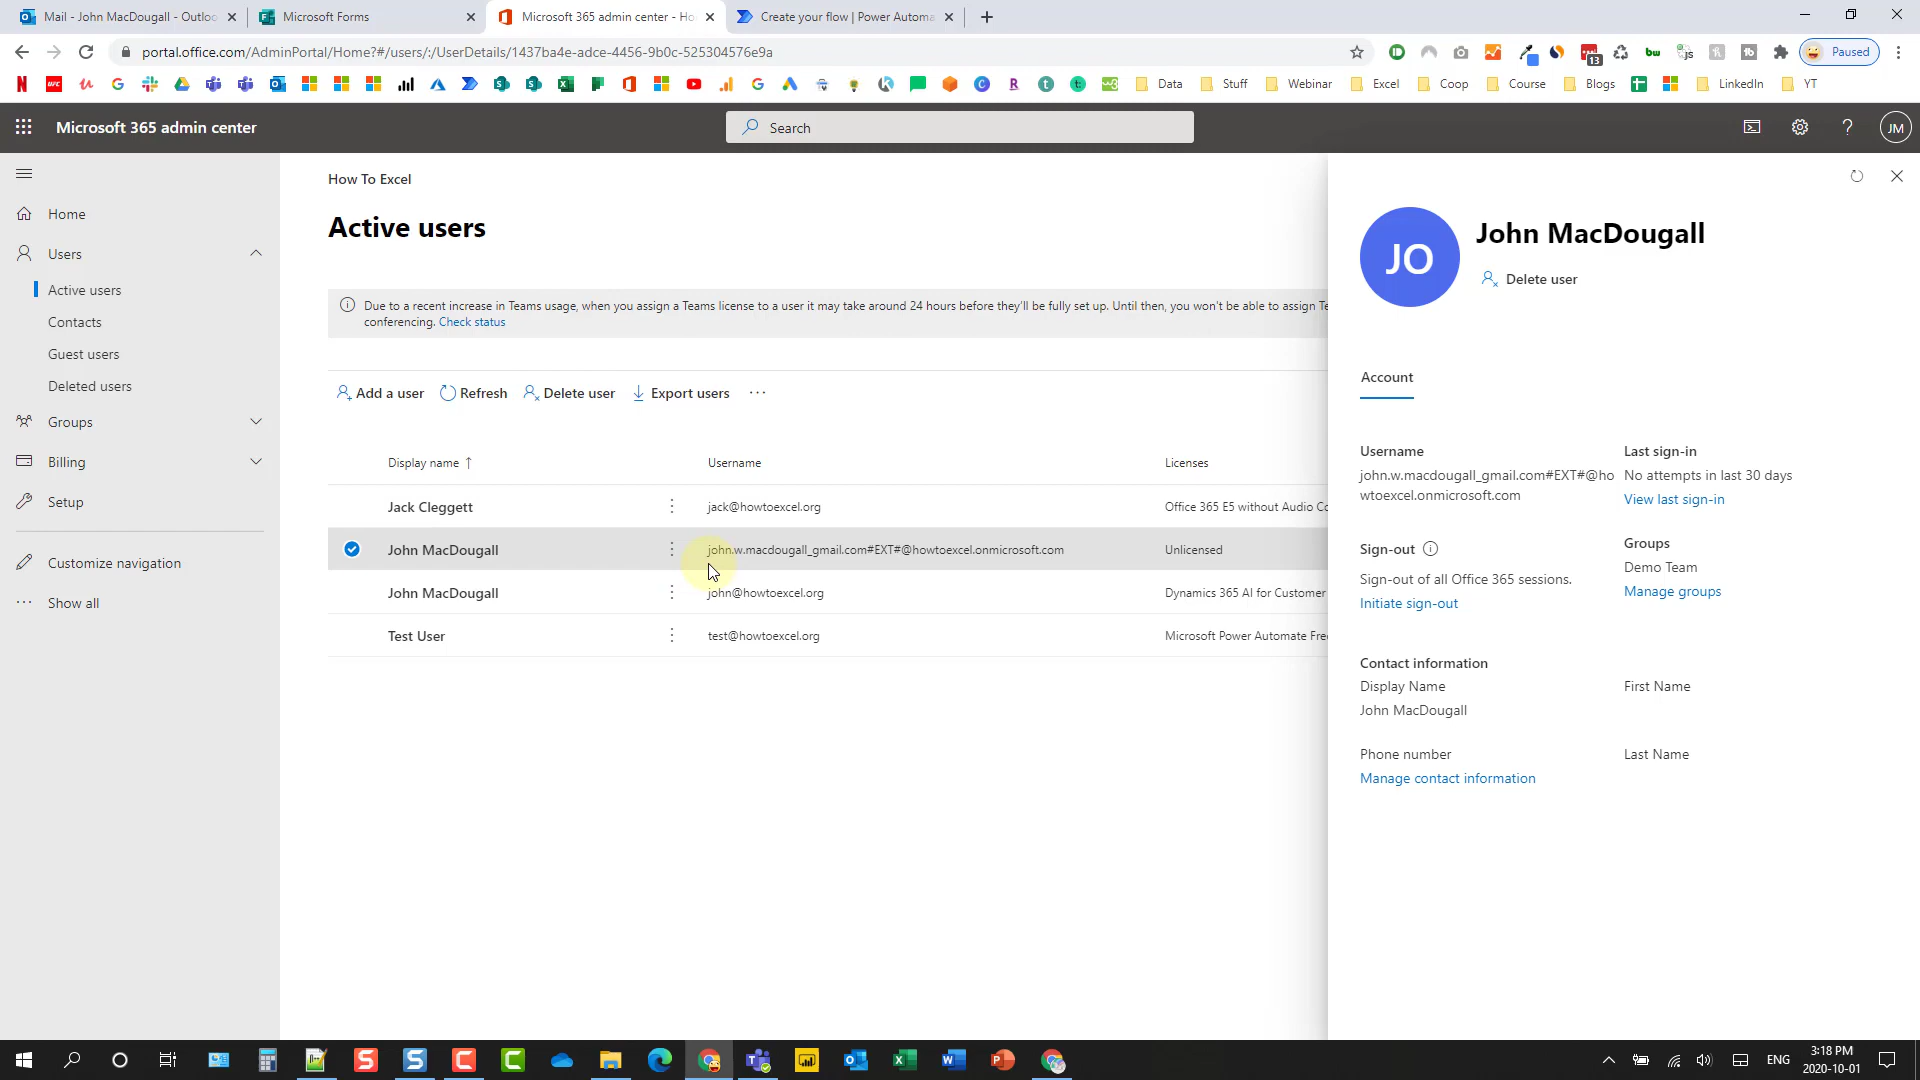 Mail - John MacDougall - Outloo
Microsoft Forms
Microsoft 365 admin center - Ho
Create your flow | Power Automa
portal.office.com/AdminPortal/Home?#/users/:/UserDetails/1437ba4e-adce-4456-9b0c-525304576e9a
Paused
13
Data
Stuff
Webinar
Excel
Coop
Course
Blogs
LinkedIn
YT
Microsoft 365 admin center
Search
JM
Home
Users
Active users
Contacts
Guest users
Deleted users
Groups
Billing
Setup
Customize navigation
Show all
How To Excel
Active users
Due to a recent increase in Teams usage, when you assign a Teams license to a user it may take around 24 hours before they'll be fully set up. Until then, you won't be able to assign Te
conferencing. Check status
Add a user
Refresh
Delete user
Export users
Display name ↑
Username
Licenses
Jack Cleggett
jack@howtoexcel.org
Office 365 E5 without Audio Co
John MacDougall
john.w.macdougall_gmail.com#EXT#@howtoexcel.onmicrosoft.com
Unlicensed
John MacDougall
john@howtoexcel.org
Dynamics 365 AI for Customer
Test User
test@howtoexcel.org
Microsoft Power Automate Fre
JO
John MacDougall
Delete user
Account
Username
john.w.macdougall_gmail.com#EXT#@ho
wtoexcel.onmicrosoft.com
Last sign-in
No attempts in last 30 days
View last sign-in
Sign-out
Sign-out of all Office 365 sessions.
Initiate sign-out
Groups
Demo Team
Manage groups
Contact information
Display Name
John MacDougall
First Name
Phone number
Manage contact information
Last Name
ENG
3:18 PM
2020-10-01